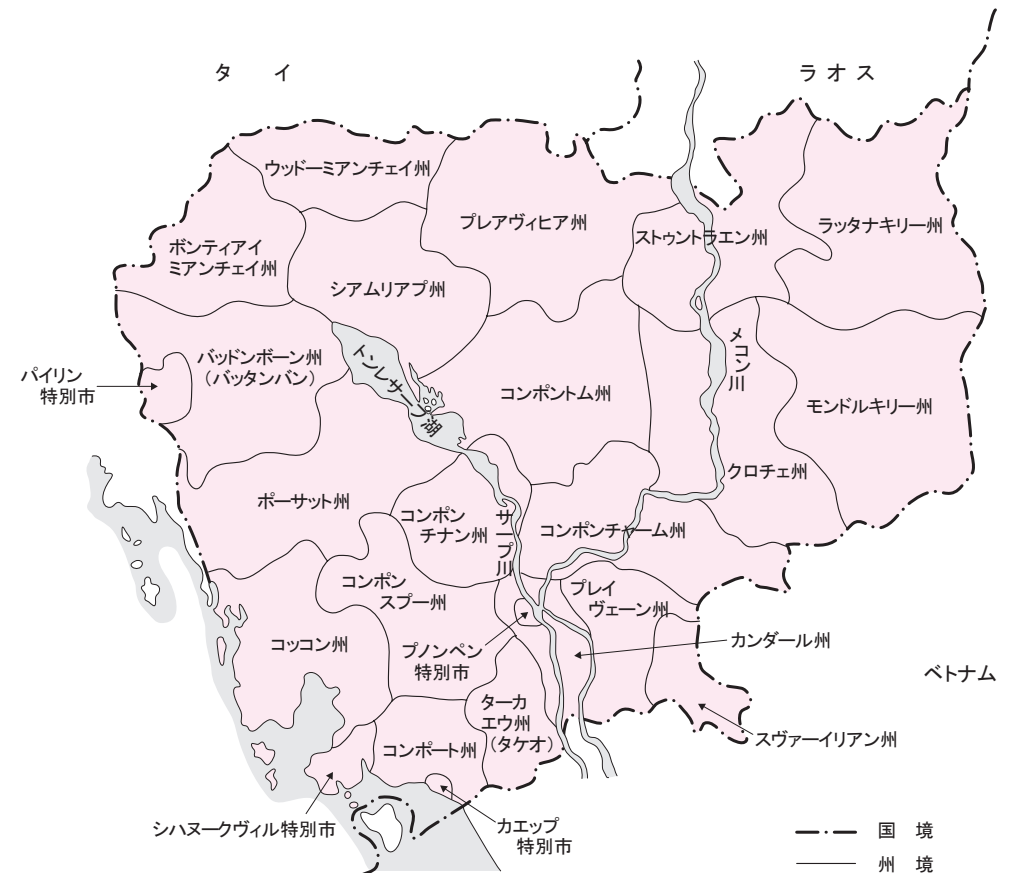 タイ
ラオス
ウッドーミアンチェイ州
プレアヴィヒア州
ストゥントラエン州
ラッタナキリー州
ボンティアイ
ミアンチェイ州
シアムリアプ州
メコン川
バッドンボーン州
（バッタンバン）
トンレサープ湖
パイリン
特別市
コンポントム州
モンドルキリー州
クロチェ州
ポーサット州
コンポン
チナン州
サープ川
コンポンチャーム州
コンポン
スプー州
プレイ
ヴェーン州
コッコン州
プノンペン
特別市
カンダール州
ベトナム
ターカ
エウ州
（タケオ）
スヴァーイリアン州
コンポート州
シハヌークヴィル特別市
カエップ
特別市
国境
州境